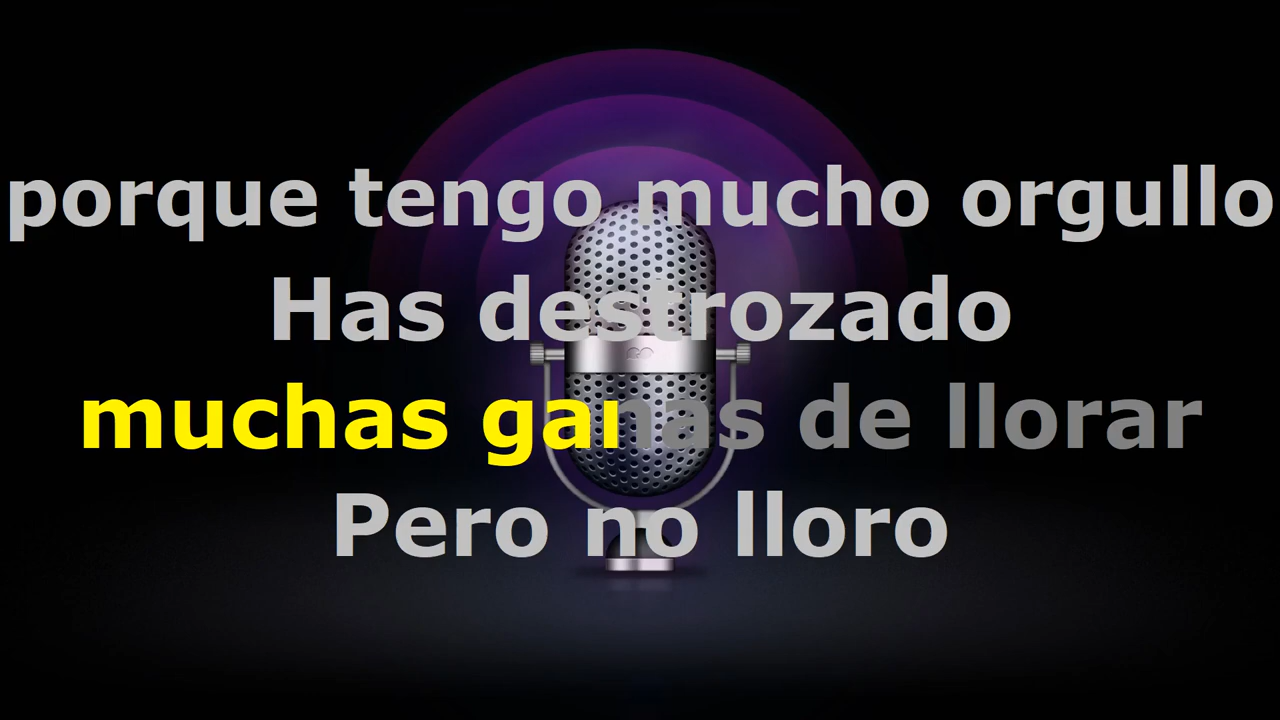 porque tengo mucho orgullo
Has destrozado
muchas ganas de llorar
Pero no lloro